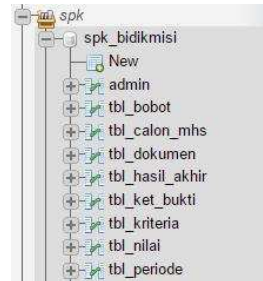 spk
spk_bidikmisi
New
admin
tbl_bobot
tbl_calon_mhs
tbl_dokumen
tbl_hasil_akhir
tbl_ket_bukti
tbl_kriteria
tbl_nilai
tbl_periode